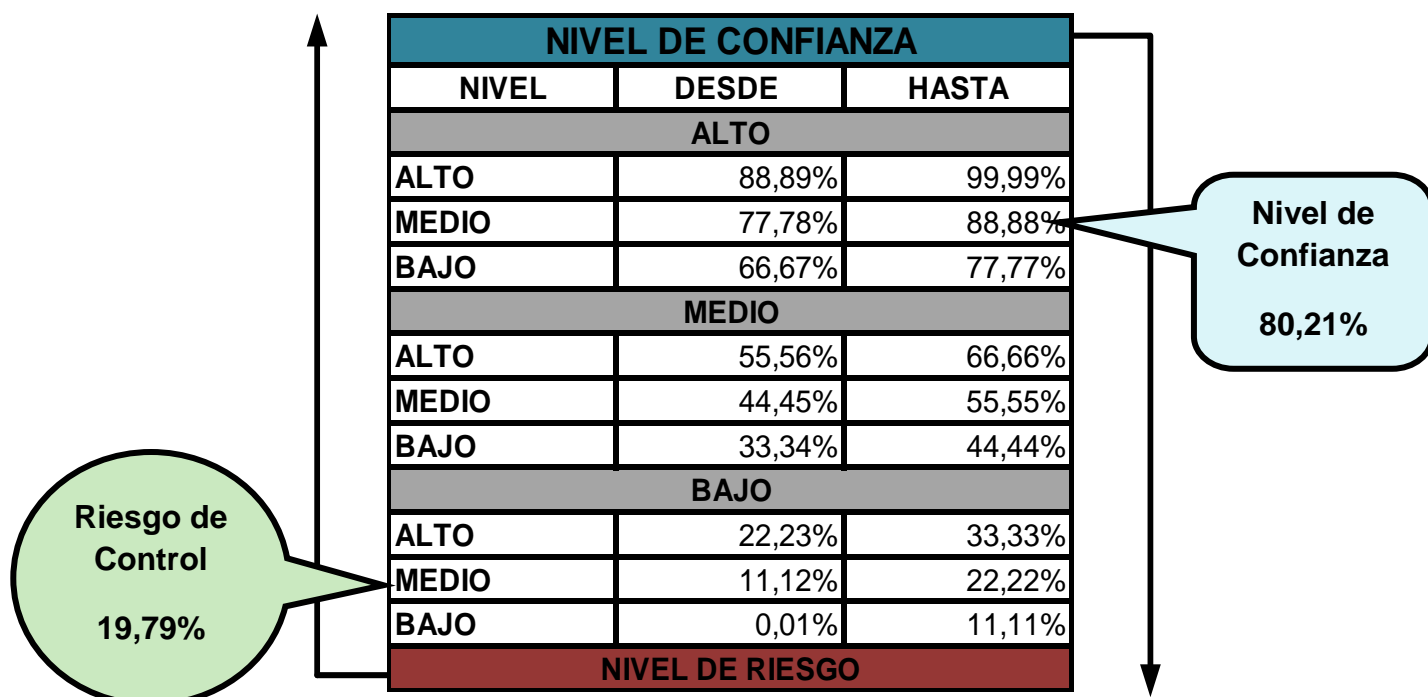 NIVEL DE CONFIANZA
NIVEL DESDE HASTA
ALTO
ALTO 88,89% 99,99%
MEDIO 77,78% 88,88%
BAJO 66,67% 77,77%
MEDIO
ALTO 55,56% 66,66%
MEDIO 44,45% 55,55%
BAJO 33,34% 44,44%
BAJO
ALTO 22,23% 33,33%
MEDIO 11,12% 22,22%
BAJO 0,01% 11,11%
NIVEL DE RIESGO
Nivel de
Confianza
80,21%
Riesgo de
Control
19,79%